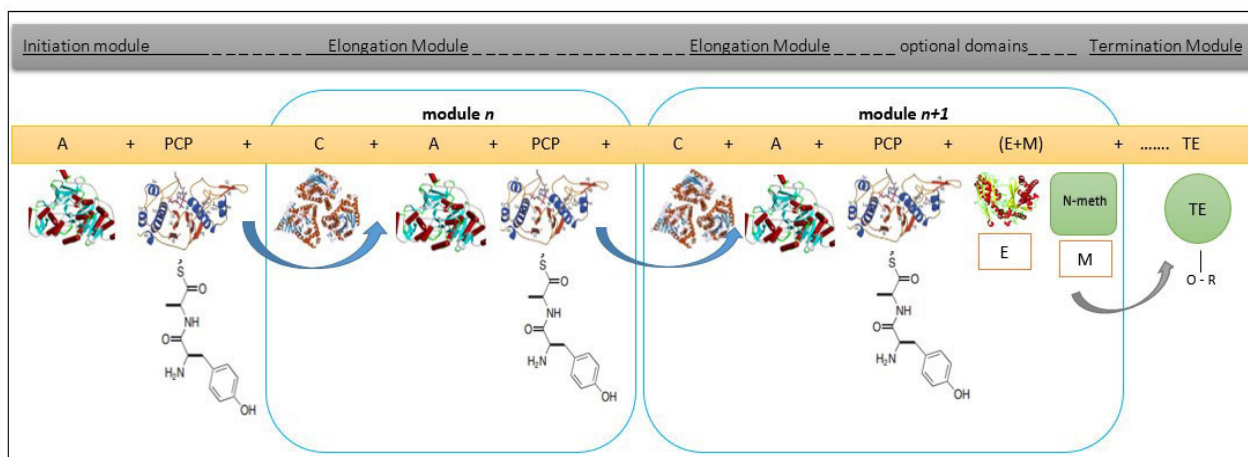 Initiation module _ _ _ _ _ _ _ Elongation Module _ _ _ _ _ _ _ _ _ _ _ Elongation Module _ _ _ _ _ optional domains _ _ _ _ Termination Module
module n module n+1
A + PCP + C + A + PCP + C + A + PCP + (E+M) + ....... TE
N-meth
TE
E
M
O - R
S
O
NH
O
H₂N
OH
S
O
NH
O
H₂N
OH
S
O
NH
O
H₂N
OH